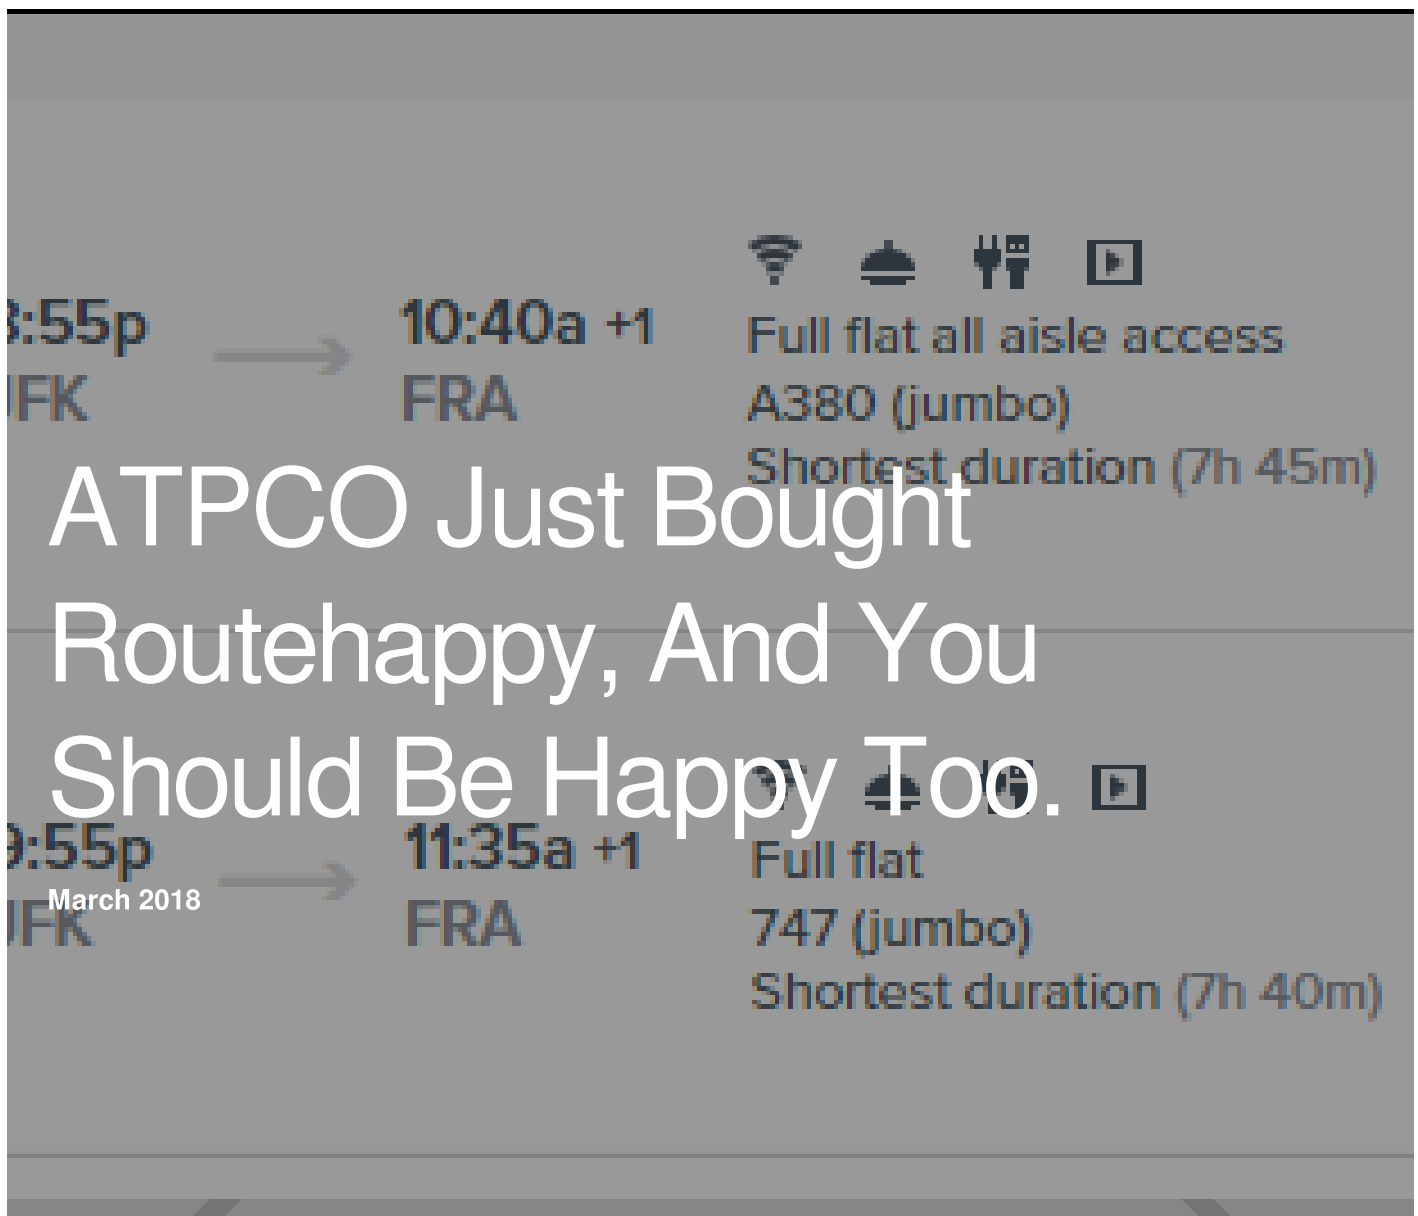 :55p
10:40a +1
FRA
Full flat all aisle access
A380 (jumbo)
Shortest duration (7h 45m)
ATPCO Just Bought
Routehappy, And You
Should Be Happy Too.
:55p
11:35a +1
Full flat
March 2018
FRA
747 (jumbo)
Shortest duration (7h 40m)